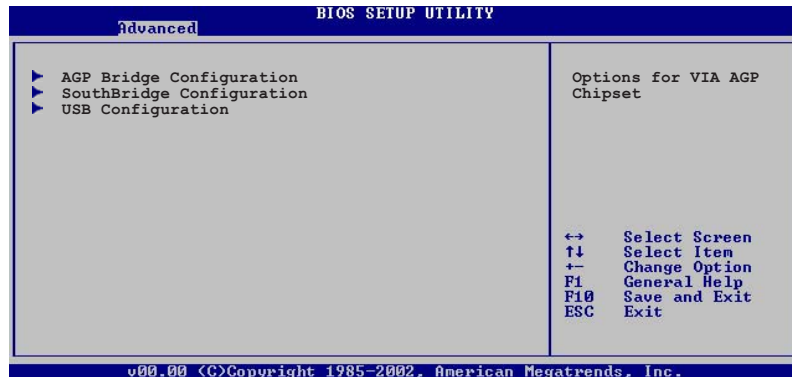 BIOS SETUP UTILITY
Advanced
AGP Bridge Configuration
SouthBridge Configuration
USB Configuration
Options for VIA AGP
Chipset
←→ Select Screen
↑↓ Select Item
+- Change Option
F1 General Help
F10 Save and Exit
ESC Exit
v00.00 (C)Copyright 1985-2002, American Megatrends, Inc.